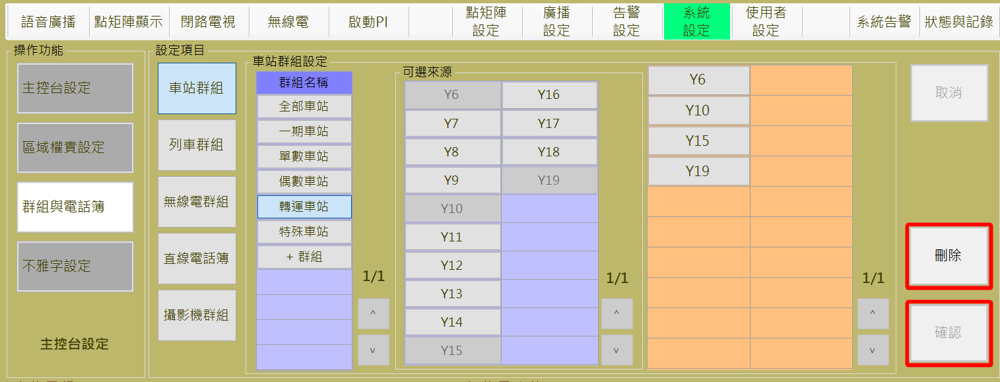 語音廣播
點矩陣顯示
閉路電視
無線電
啟動PI
點矩陣
設定
廣播
設定
告警
設定
系統
設定
使用者
設定
系統告警
狀態與記錄
操作功能
主控台設定
區域權責設定
群組與電話簿
不雅字設定
主控台設定
設定項目
車站群組
列車群組
無線電群組
直線電話簿
攝影機群組
車站群組設定
群組名稱
全部車站
一期車站
單數車站
偶數車站
轉運車站
特殊車站
+ 群組
1/1
^
v
可選來源
Y6
Y7
Y8
Y9
Y10
Y11
Y12
Y13
Y14
Y15
Y16
Y17
Y18
Y19
1/1
^
v
Y6
Y10
Y15
Y19
1/1
^
v
取消
刪除
確認